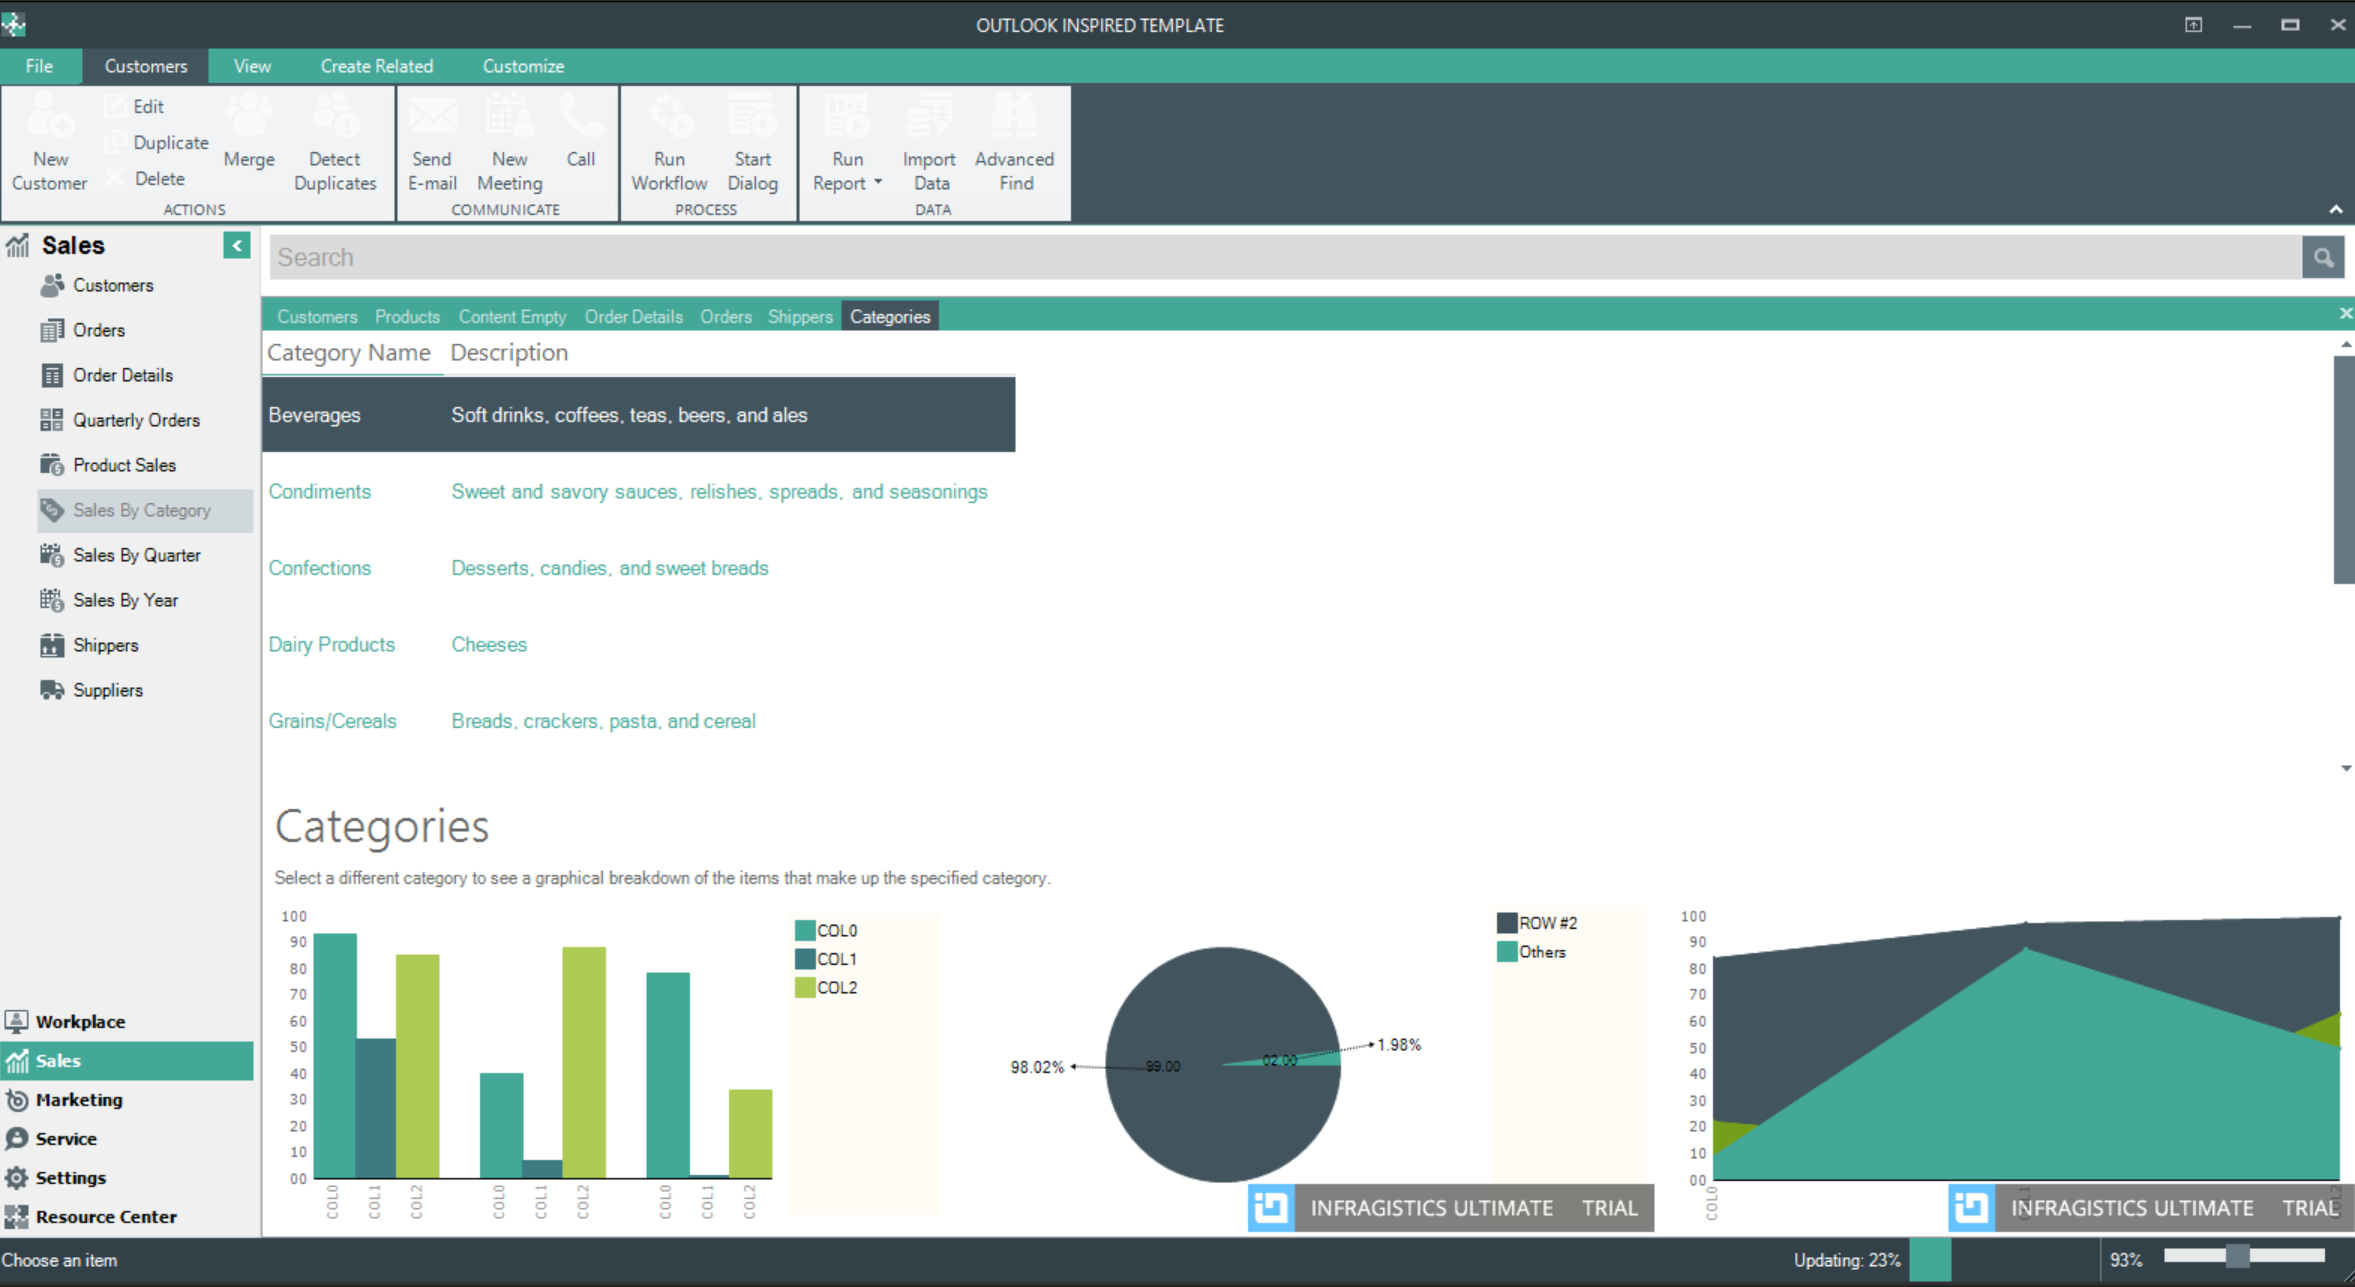 OUTLOOK INSPIRED TEMPLATE
File Customers View Create Related Customize
New Customer
Edit
Duplicate
Delete
Merge
Detect Duplicates
ACTIONS
Send E-mail
New Meeting
Call
COMMUNICATE
Run Workflow
Start Dialog
PROCESS
Run Report
Import Data
Advanced Find
DATA
Sales
Customers
Orders
Order Details
Quarterly Orders
Product Sales
Sales By Category
Sales By Quarter
Sales By Year
Shippers
Suppliers
Workplace
Sales
Marketing
Service
Settings
Resource Center
Search
Customers Products Content Empty Order Details Orders Shippers Categories
Category Name Description
Beverages Soft drinks, coffees, teas, beers, and ales
Condiments Sweet and savory sauces, relishes, spreads, and seasonings
Confections Desserts, candies, and sweet breads
Dairy Products Cheeses
Grains/Cereals Breads, crackers, pasta, and cereal
Categories
Select a different category to see a graphical breakdown of the items that make up the specified category.
100
90
80
70
60
50
40
30
20
10
00
COL0 COL1 COL2 COL0 COL1 COL2 COL0 COL1 COL2
COL0
COL1
COL2
98.02%
99.00
02.00
1.98%
ROW #2
Others
INFRAGISTICS ULTIMATE TRIAL
100
90
80
70
60
50
40
30
20
10
00
COL0 COL1 COL2
INFRAGISTICS ULTIMATE TRIAL
Choose an item
Updating: 23%
93%